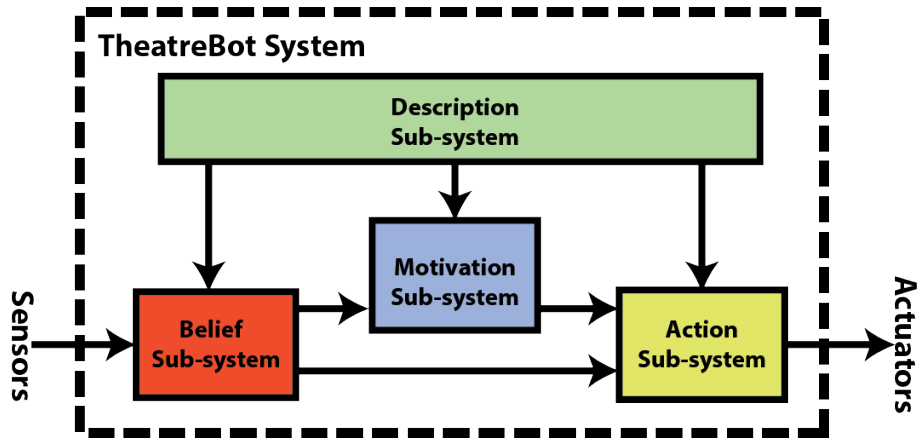 TheatreBot System
Description
Sub-system
Motivation
Sub-system
Sensors
Belief
Sub-system
Action
Sub-system
Actuators